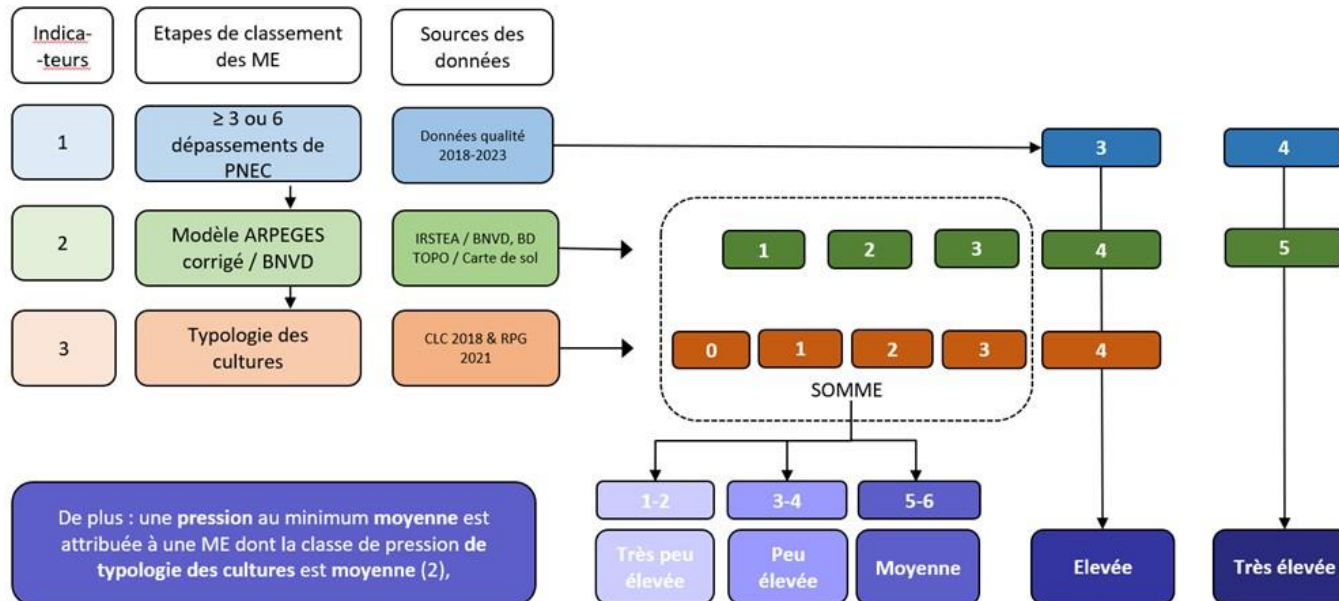 Indica-
-teurs
Etapes de classement
des ME
Sources des
données
1
≥ 3 ou 6
dépassements de
PNEC
Données qualité
2018-2023
3
4
2
Modèle ARPEGES
corrigé / BNVD
IRSTEA / BNVD, BD
TOPO / Carte de sol
1
2
3
4
5
3
Typologie des
cultures
CLC 2018 & RPG
2021
0
1
2
3
4
SOMME
De plus : une pression au minimum moyenne est
attribuée à une ME dont la classe de pression de
typologie des cultures est moyenne (2),
1-2
3-4
5-6
Très peu
élevée
Peu
élevée
Moyenne
Elevée
Très élevée